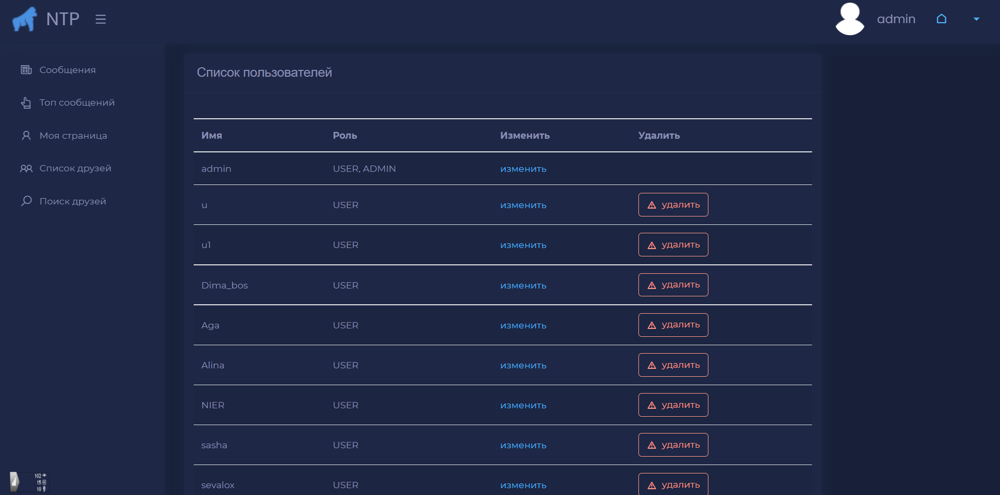 NTP
admin
Сообщения
Топ сообщений
Моя страница
Список друзей
Поиск друзей
Список пользователей
Имя Роль Изменить Удалить
admin USER, ADMIN изменить
u USER изменить удалить
u1 USER изменить удалить
Dima_bos USER изменить удалить
Aga USER изменить удалить
Alina USER изменить удалить
NIER USER изменить удалить
sasha USER изменить удалить
sevalox USER изменить удалить
102
15
10